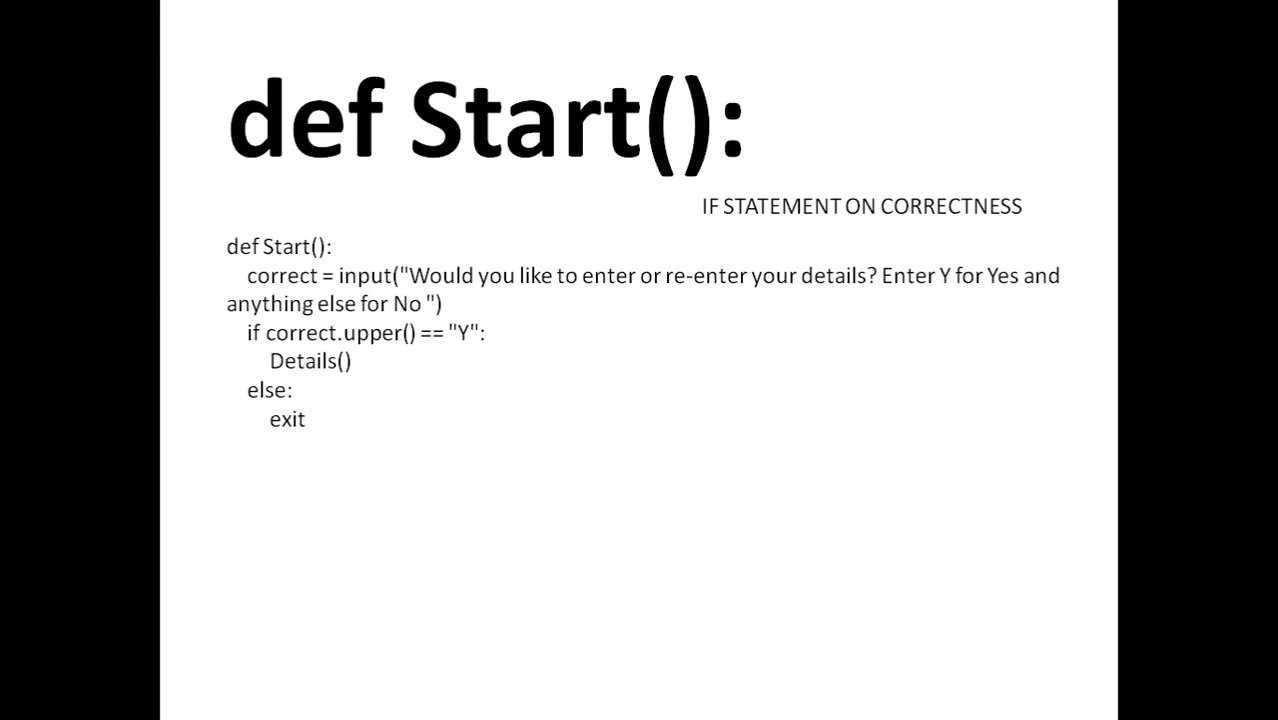 def Start():
IF STATEMENT ON CORRECTNESS
def Start():
correct = input("Would you like to enter or re-enter your details? Enter Y for Yes and
anything else for No ")
if correct.upper() == "Y":
Details()
else:
exit